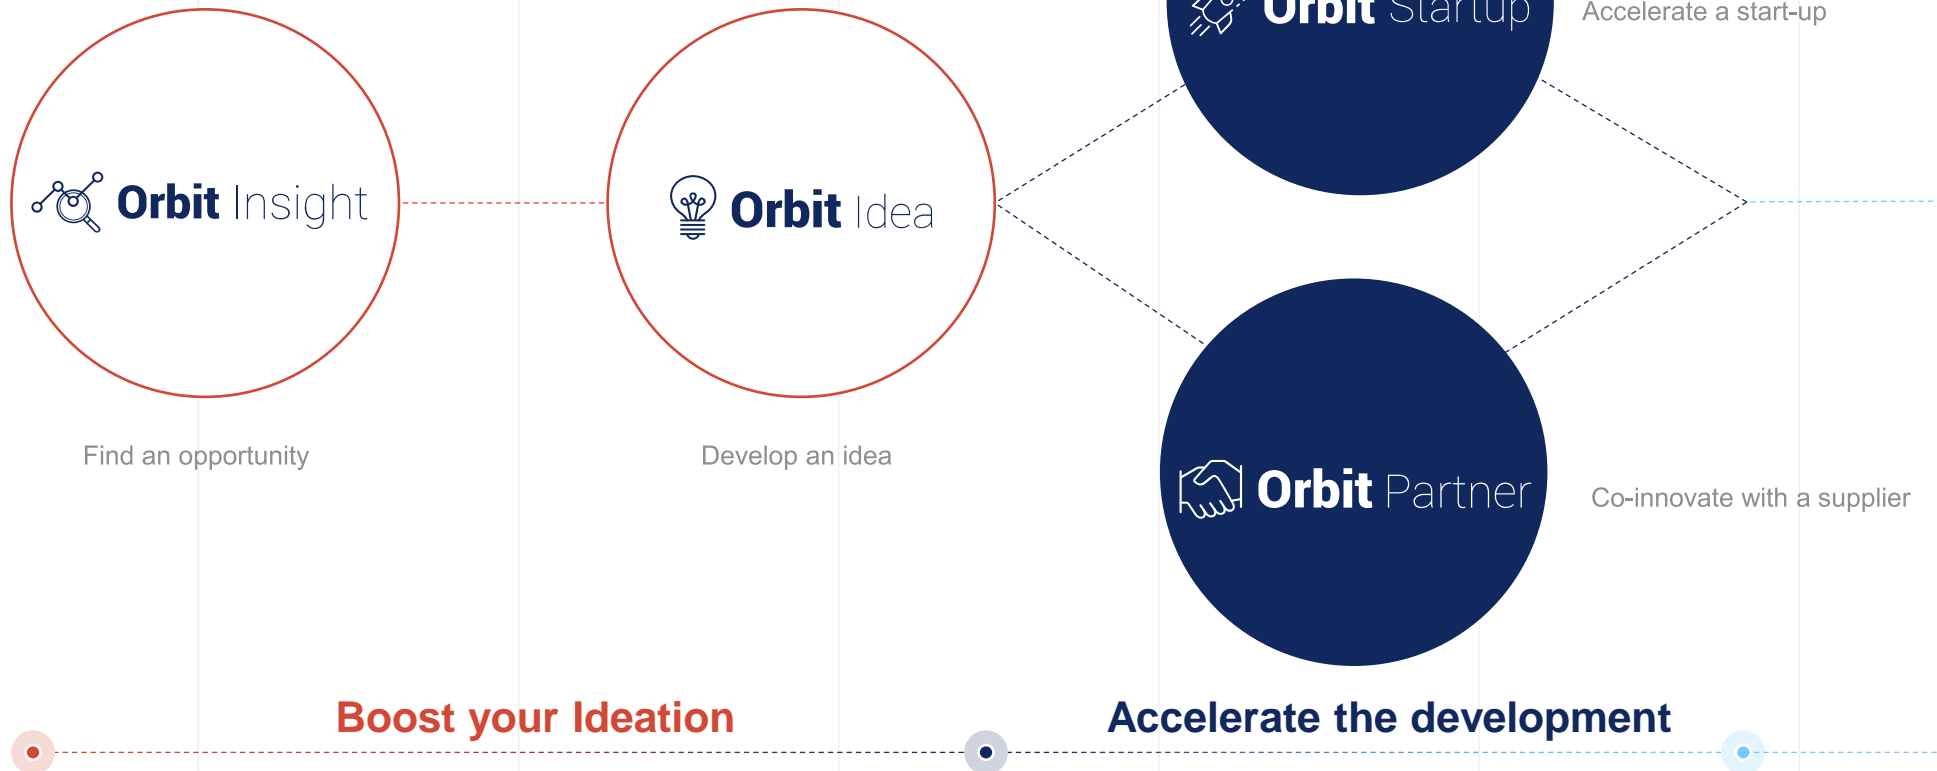 Orbit Startup
Accelerate a start-up
Orbit Insight
Orbit Idea
Find an opportunity
Develop an idea
Orbit Partner
Co-innovate with a supplier
Boost your Ideation
Accelerate the development